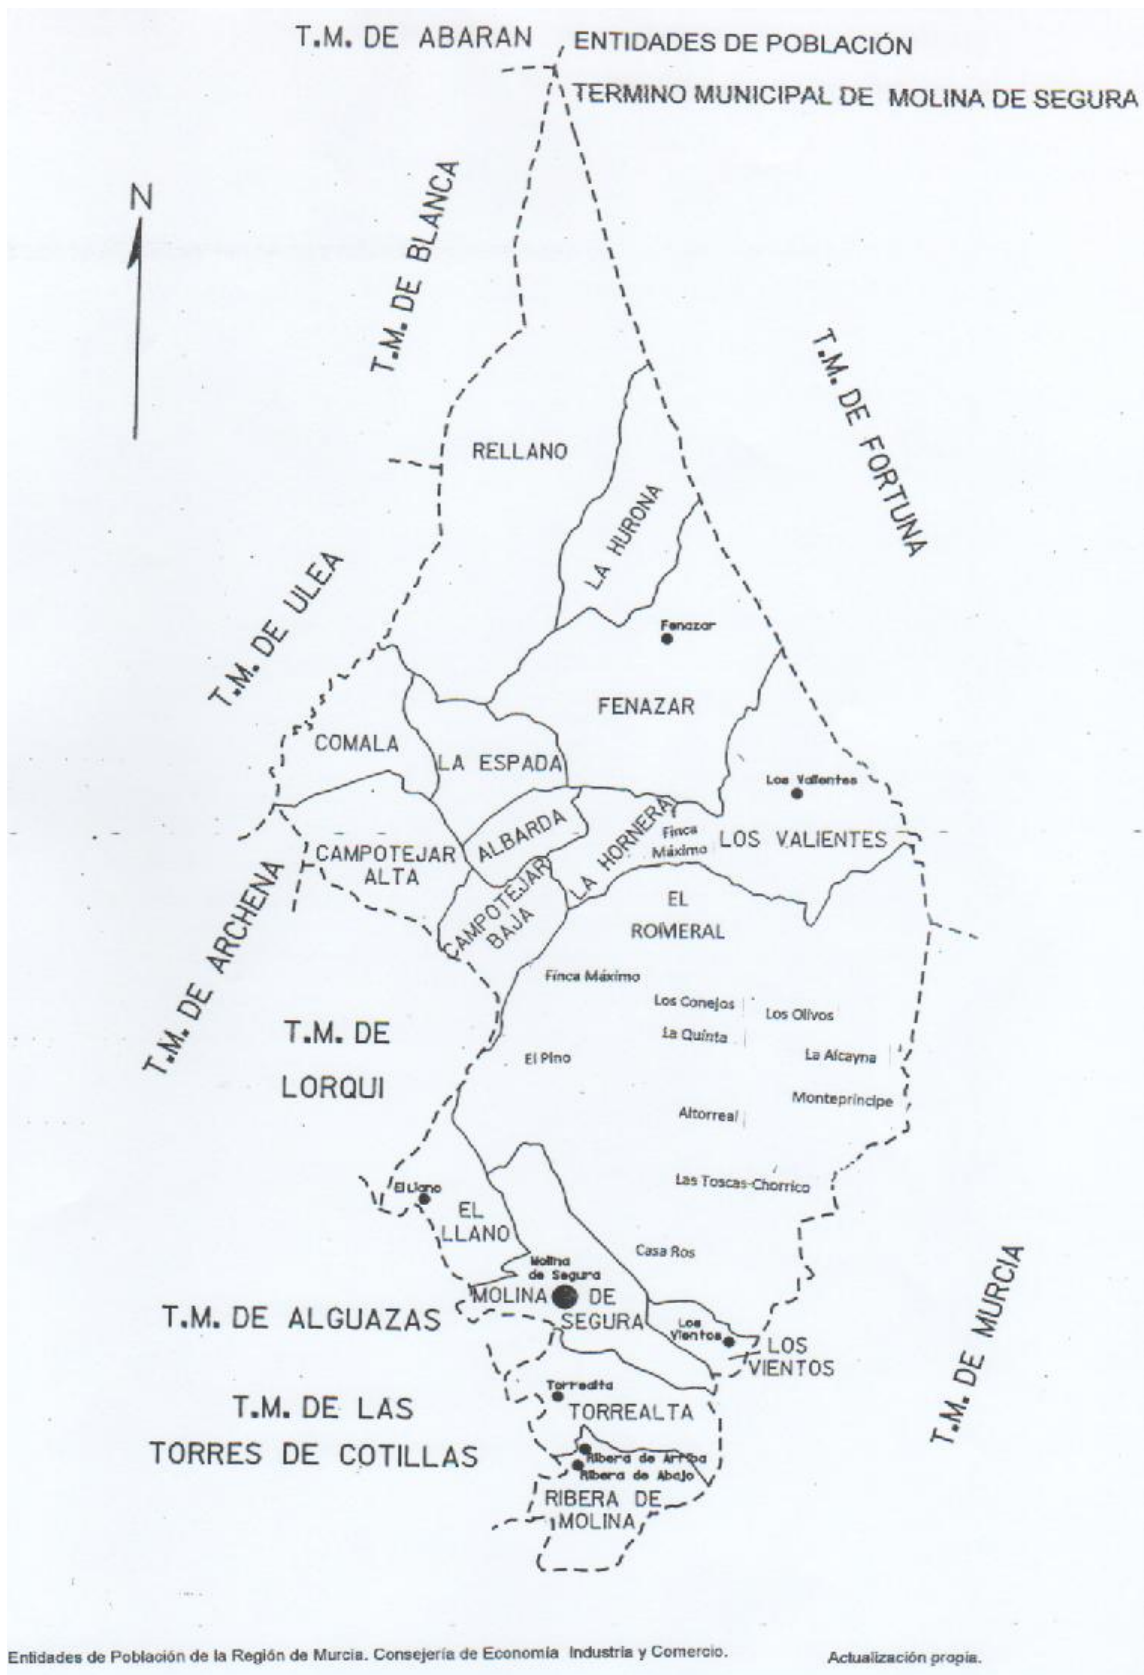 T.M. DE ABARAN
ENTIDADES DE POBLACIÓN
TERMINO MUNICIPAL DE MOLINA DE SEGURA
N
T.M. DE BLANCA
T.M. DE FORTUNA
RELLANO
LA HURONA
T.M. DE ULEA
Fenazar
FENAZAR
COMALA
LA ESPADA
Los Valientes
ALBARDA
LA HORNERA
Finca
Máximo
LOS VALIENTES
CAMPOTEJAR
ALTA
CAMPOTEJAR
BAJA
T.M. DE ARCHENA
EL
ROMERAL
Finca Máximo
Los Conejos
Los Olivos
T.M. DE
LORQUI
La Quinta
El Pino
La Alcayna
Monteprincipe
Altorreal
Las Toscas-Chorrico
El Llano
EL
LLANO
Casa Ros
Molina
de Segura
MOLINA DE
SEGURA
T.M. DE ALGUAZAS
Los
Vientos
LOS
VIENTOS
T.M. DE MURCIA
Torrealta
TORREALTA
T.M. DE LAS
TORRES DE COTILLAS
Ribera de Arriba
Ribera de Abajo
RIBERA DE
MOLINA
Entidades de Población de la Región de Murcia. Consejería de Economía Industria y Comercio.
Actualización propia.